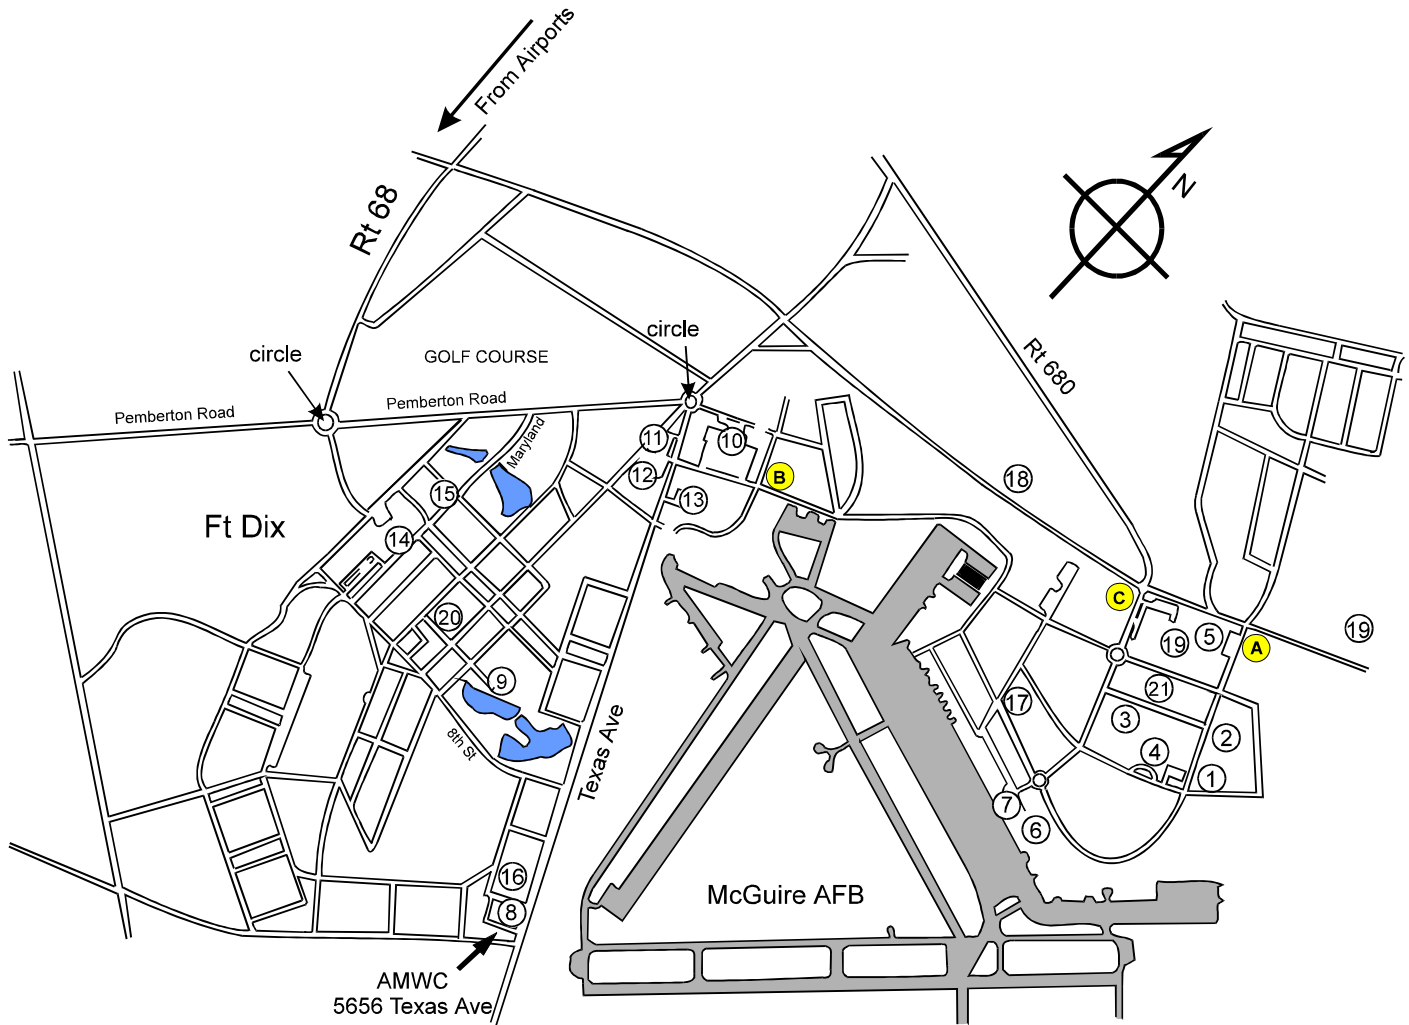 From Airports
Rt 68
N
circle
circle
GOLF COURSE
Rt 680
Pemberton Road
Pemberton Road
Maryland
11
10
12
B
18
15
13
Ft Dix
14
C
20
19
5
19
A
9
21
17
3
2
8th St
Texas Ave
4
1
7
6
16
McGuire AFB
8
AMWC
5656 Texas Ave